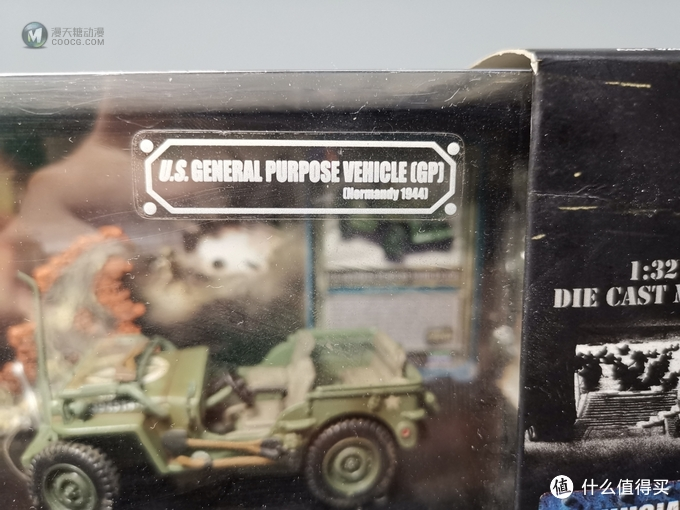 漫天糖动漫
COOCG.COM
U.S. GENERAL PURPOSE VEHICLE (GP)
(Normandy 1944)
1:32
DIE CAST
值 什么值得买